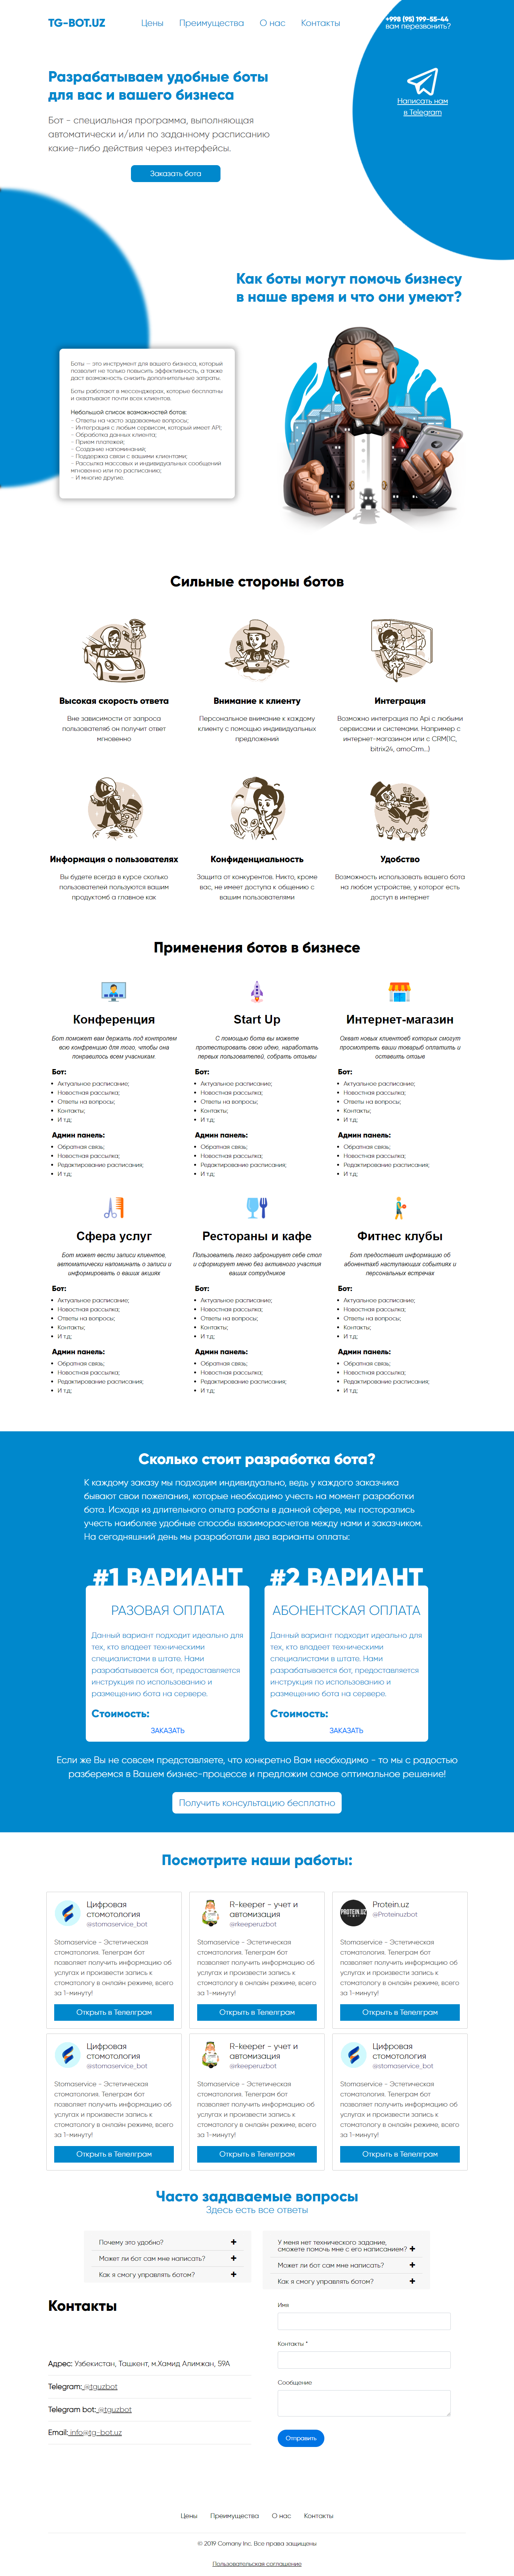 TG-BOT.UZ
Цены Преимущества О нас Контакты
+998 (95) 199-55-44
вам перезвонить?
Разрабатываем удобные боты
для вас и вашего бизнеса
Бот - специальная программа, выполняющая
автоматически и/или по заданному расписанию
какие-либо действия через интерфейсы.
Заказать бота
Написать нам
в Telegram
Как боты могут помочь бизнесу
в наше время и что они умеют?
Боты — это инструмент для вашего бизнеса, который
позволит не только повысить эффективность, а также
даст возможность снизить дополнительные затраты.
Боты работают в мессенджерах, которые бесплатны
и охватывают почти всех клиентов.
Небольшой список возможностей ботов:
- Ответы на часто задаваемые вопросы;
- Интеграция с любым сервисом, который имеет API;
- Обработка данных клиента;
- Прием платежей;
- Создание напоминаний;
- Поддержка связи с вашими клиентами;
- Рассылка массовых и индивидуальных сообщений
мгновенно или по расписанию;
- И многие другие.
Сильные стороны ботов
Высокая скорость ответа
Вне зависимости от запроса
пользователяб он получит ответ
мгновенно
Внимание к клиенту
Персональное внимание к каждому
клиенту с помощью индивидуальных
предложений
Интеграция
Возможно интеграция по Api с любыми
сервисами и системами. Например с
интернет-магазином или с CRM(1C,
bitrix24, amoCrm...)
Информация о пользователях
Вы будете всегда в курсе сколько
пользователей пользуются вашим
продуктомб а главное как
Конфиденциальность
Защита от конкурентов. Никто, кроме
вас, не имеет доступа к общению с
вашим пользователями
Удобство
Возможность использовать вашего бота
на любом устройстве, у которог есть
доступ в интернет
Применения ботов в бизнесе
Конференция
Бот поможет вам держать под контролем
всю конференцию для того, чтобы она
понравилось всем учасникам
Бот:
Актуальное расписание;
Новостная рассылка;
Ответы на вопросы;
Контакты;
И т.д;
Админ панель:
Обратная связь;
Новостная рассылка;
Редактирование расписания;
И т.д;
Start Up
С помощью бота вы можете
протестировать свою идею, наработать
первых пользователей, собрать отзывы
Бот:
Актуальное расписание;
Новостная рассылка;
Ответы на вопросы;
Контакты;
И т.д;
Админ панель:
Обратная связь;
Новостная рассылка;
Редактирование расписания;
И т.д;
Интернет-магазин
Охват новых клиентовб которых смогут
просмотреть ваши товарыб оплатить и
оставить отзыв
Бот:
Актуальное расписание;
Новостная рассылка;
Ответы на вопросы;
Контакты;
И т.д;
Админ панель:
Обратная связь;
Новостная рассылка;
Редактирование расписания;
И т.д;
Сфера услуг
Бот может вести записи клиентов,
автоматически напоминать о записи и
информировать о ваших акциях
Бот:
Актуальное расписание;
Новостная рассылка;
Ответы на вопросы;
Контакты;
И т.д;
Админ панель:
Обратная связь;
Новостная рассылка;
Редактирование расписания;
И т.д;
Рестораны и кафе
Пользователь легко забронирует себе стол
и сформирует меню без активного участия
ваших сотрудников
Бот:
Актуальное расписание;
Новостная рассылка;
Ответы на вопросы;
Контакты;
И т.д;
Админ панель:
Обратная связь;
Новостная рассылка;
Редактирование расписания;
И т.д;
Фитнес клубы
Бот предоставит информацию об
абонентахб наступающих событиях и
персональных встречах
Бот:
Актуальное расписание;
Новостная рассылка;
Ответы на вопросы;
Контакты;
И т.д;
Админ панель:
Обратная связь;
Новостная рассылка;
Редактирование расписания;
И т.д;
Сколько стоит разработка бота?
К каждому заказу мы подходим индивидуально, ведь у каждого заказчика
бывают свои пожелания, которые необходимо учесть на момент разработки
бота. Исходя из длительного опыта работы в данной сфере, мы посторались
учесть наиболее удобные способы взаиморасчетов между нами и заказчиком.
На сегодняшний день мы разработали два варианты оплаты:
#1 ВАРИАНТ
РАЗОВАЯ ОПЛАТА
Данный вариант подходит идеально для
тех, кто владеет техническими
специалистами в штате. Нами
разрабатывается бот, предоставляется
инструкция по использованию и
размещению бота на сервере.
Стоимость:
ЗАКАЗАТЬ
#2 ВАРИАНТ
АБОНЕНТСКАЯ ОПЛАТА
Данный вариант подходит идеально для
тех, кто владеет техническими
специалистами в штате. Нами
разрабатывается бот, предоставляется
инструкция по использованию и
размещению бота на сервере.
Стоимость:
ЗАКАЗАТЬ
Если же Вы не совсем представляете, что конкретно Вам необходимо - то мы с радостью
разберемся в Вашем бизнес-процессе и предложим самое оптимальное решение!
Получить консультацию бесплатно
Посмотрите наши работы:
Цифровая
стомотология
@stomaservice_bot
Stomaservice - Эстетическая
стоматология. Телеграм бот
позволяет получить информацию об
услугах и произвести запись к
стоматологу в онлайн режиме, всего
за 1-минуту!
Открыть в Телелграм
R-keeper - учет и
автомизация
@rkeeperuzbot
Stomaservice - Эстетическая
стоматология. Телеграм бот
позволяет получить информацию об
услугах и произвести запись к
стоматологу в онлайн режиме, всего
за 1-минуту!
Открыть в Телелграм
PROTEIN.UZ
Protein.uz
@Proteinuzbot
Stomaservice - Эстетическая
стоматология. Телеграм бот
позволяет получить информацию об
услугах и произвести запись к
стоматологу в онлайн режиме, всего
за 1-минуту!
Открыть в Телелграм
Цифровая
стомотология
@stomaservice_bot
Stomaservice - Эстетическая
стоматология. Телеграм бот
позволяет получить информацию об
услугах и произвести запись к
стоматологу в онлайн режиме, всего
за 1-минуту!
Открыть в Телелграм
R-keeper - учет и
автомизация
@rkeeperuzbot
Stomaservice - Эстетическая
стоматология. Телеграм бот
позволяет получить информацию об
услугах и произвести запись к
стоматологу в онлайн режиме, всего
за 1-минуту!
Открыть в Телелграм
Цифровая
стомотология
@stomaservice_bot
Stomaservice - Эстетическая
стоматология. Телеграм бот
позволяет получить информацию об
услугах и произвести запись к
стоматологу в онлайн режиме, всего
за 1-минуту!
Открыть в Телелграм
Часто задаваемые вопросы
Здесь есть все ответы
Почему это удобно?
Может ли бот сам мне написать?
Как я смогу управлять ботом?
У меня нет технического задание,
сможете помочь мне с его написанием?
Может ли бот сам мне написать?
Как я смогу управлять ботом?
Контакты
Адрес: Узбекистан, Ташкент, м.Хамид Алимжан, 59А
Telegram: @tguzbot
Telegram bot: @tguzbot
Email: info@tg-bot.uz
Имя
Контакты *
Сообщение
Отправить
Цены Преимущества О нас Контакты
© 2019 Comany Inc. Все права защищены
Пользовательская соглашение